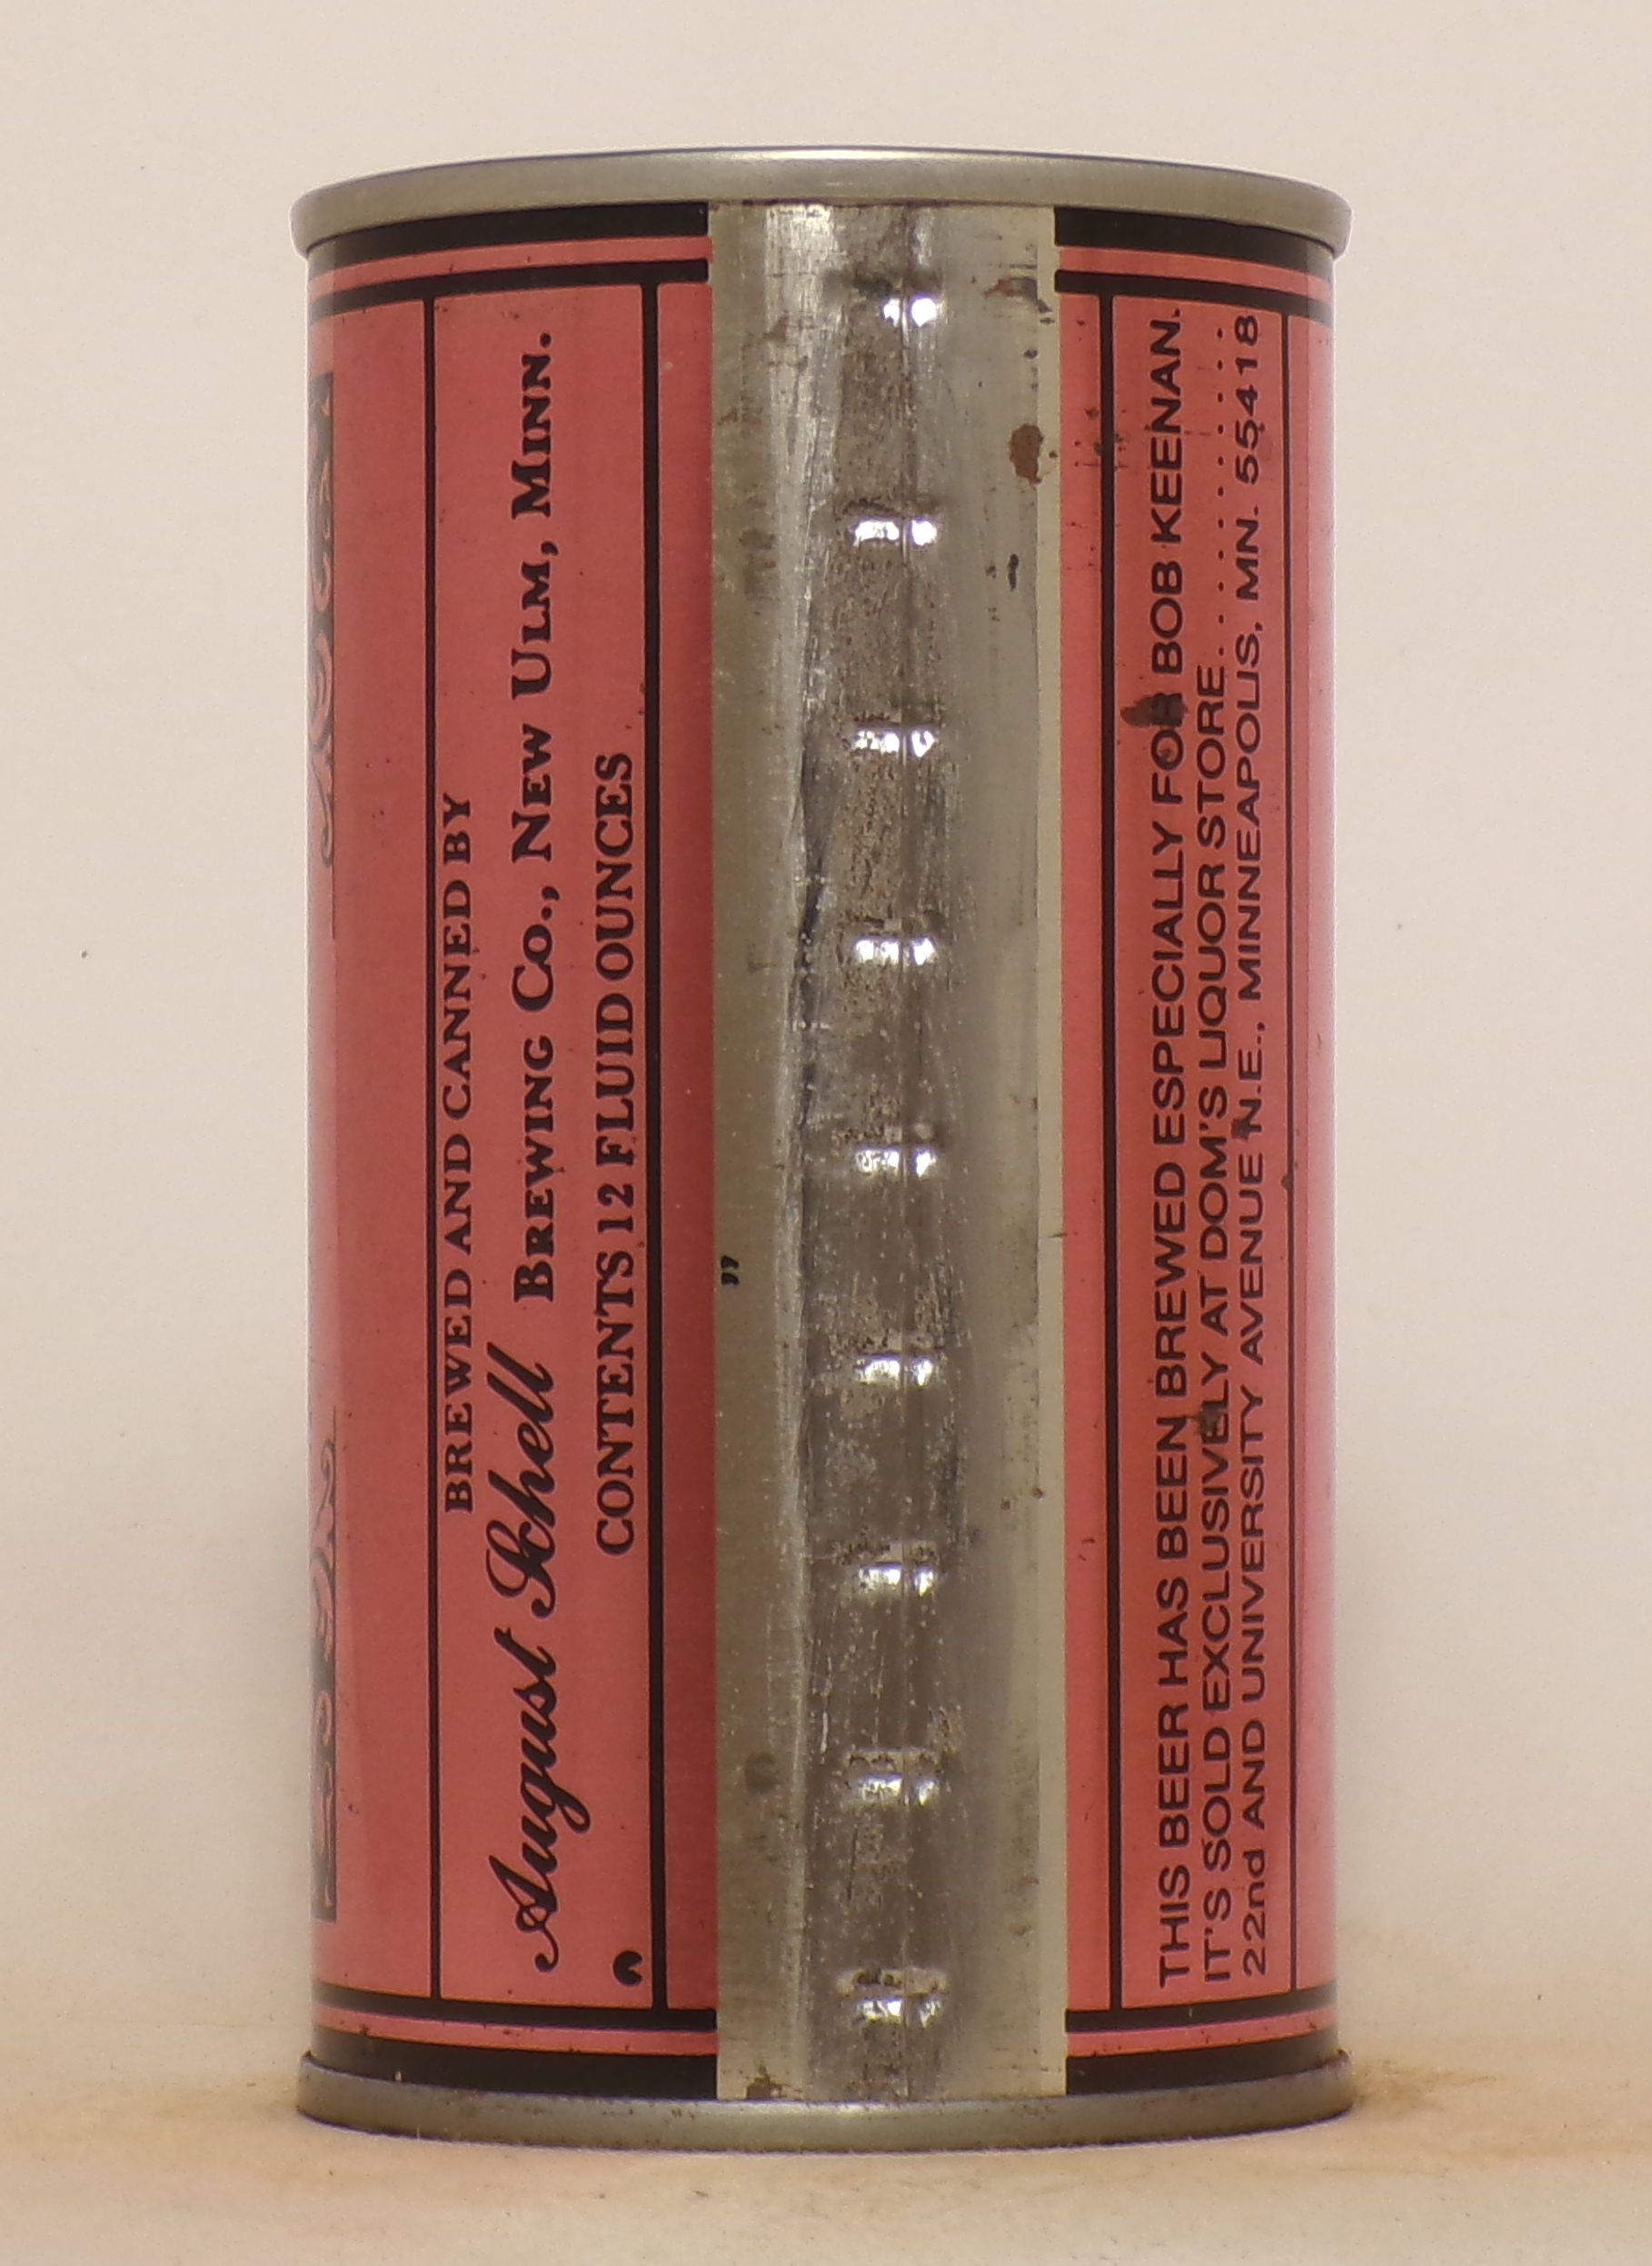 BREWED AND CANNED BY
August Schell BREWING CO., NEW ULM, MINN.
CONTENTS 12 FLUID OUNCES
THIS BEER HAS BEEN BREWED ESPECIALLY FOR BOB KEENAN.
IT'S SOLD EXCLUSIVELY AT DOM'S LIQUOR STORE..........
22nd AND UNIVERSITY AVENUE N.E., MINNEAPOLIS, MN. 55418